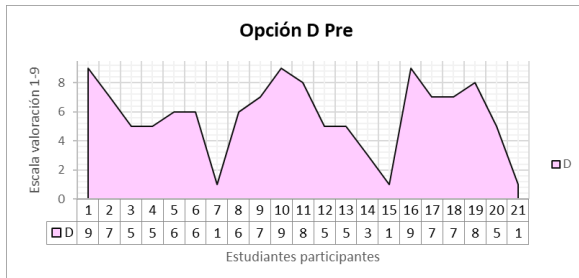 Opción D Pre
Escala valoración 1-9
8
6
4
2
0
1 2 3 4 5 6 7 8 9 10 11 12 13 14 15 16 17 18 19 20 21
D 9 7 5 5 6 6 1 6 7 9 8 5 5 3 1 9 7 7 8 5 1
Estudiantes participantes
D